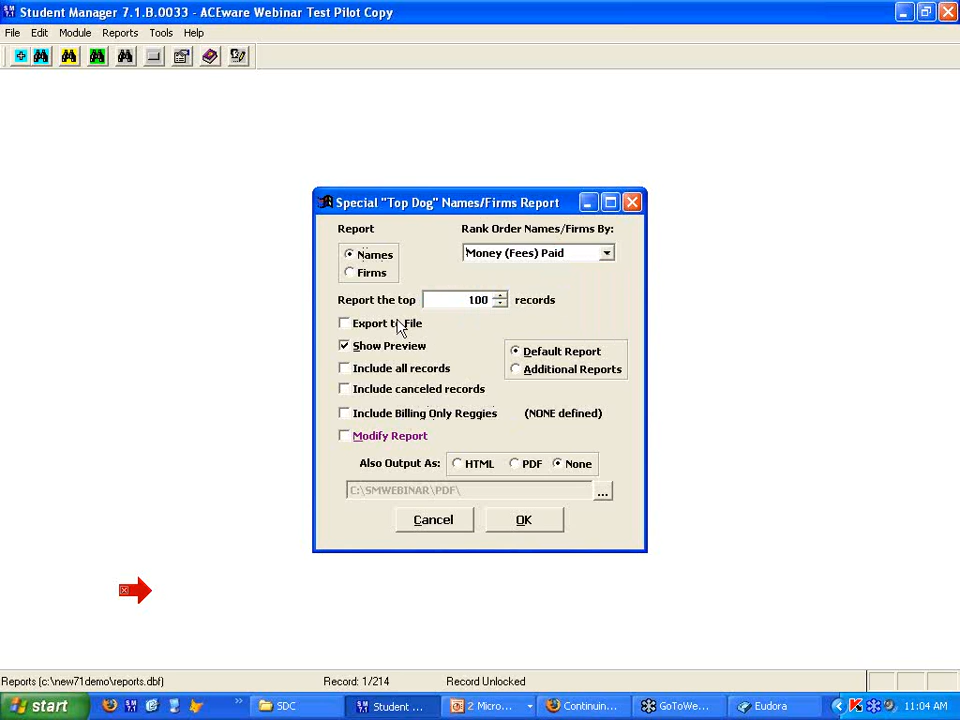 Student Manager 7.1.B.0033 - ACEware Webinar Test Pilot Copy
File Edit Module Reports Tools Help
Special "Top Dog" Names/Firms Report
Report Rank Order Names/Firms By:
Names Money (Fees) Paid
Firms
Report the top 100 records
Export to File
Show Preview Default Report
Include all records Additional Reports
Include canceled records
Include Billing Only Reggies (NONE defined)
Modify Report
Also Output As: HTML PDF None
C:\SMWEBINAR\PDF\ ...
Cancel OK
Reports (c:\new71demo\reports.dbf) Record: 1/214 Record Unlocked
start SDC Student ... 2 Micro... Continuin... GoToWe... Eudora 11:04 AM